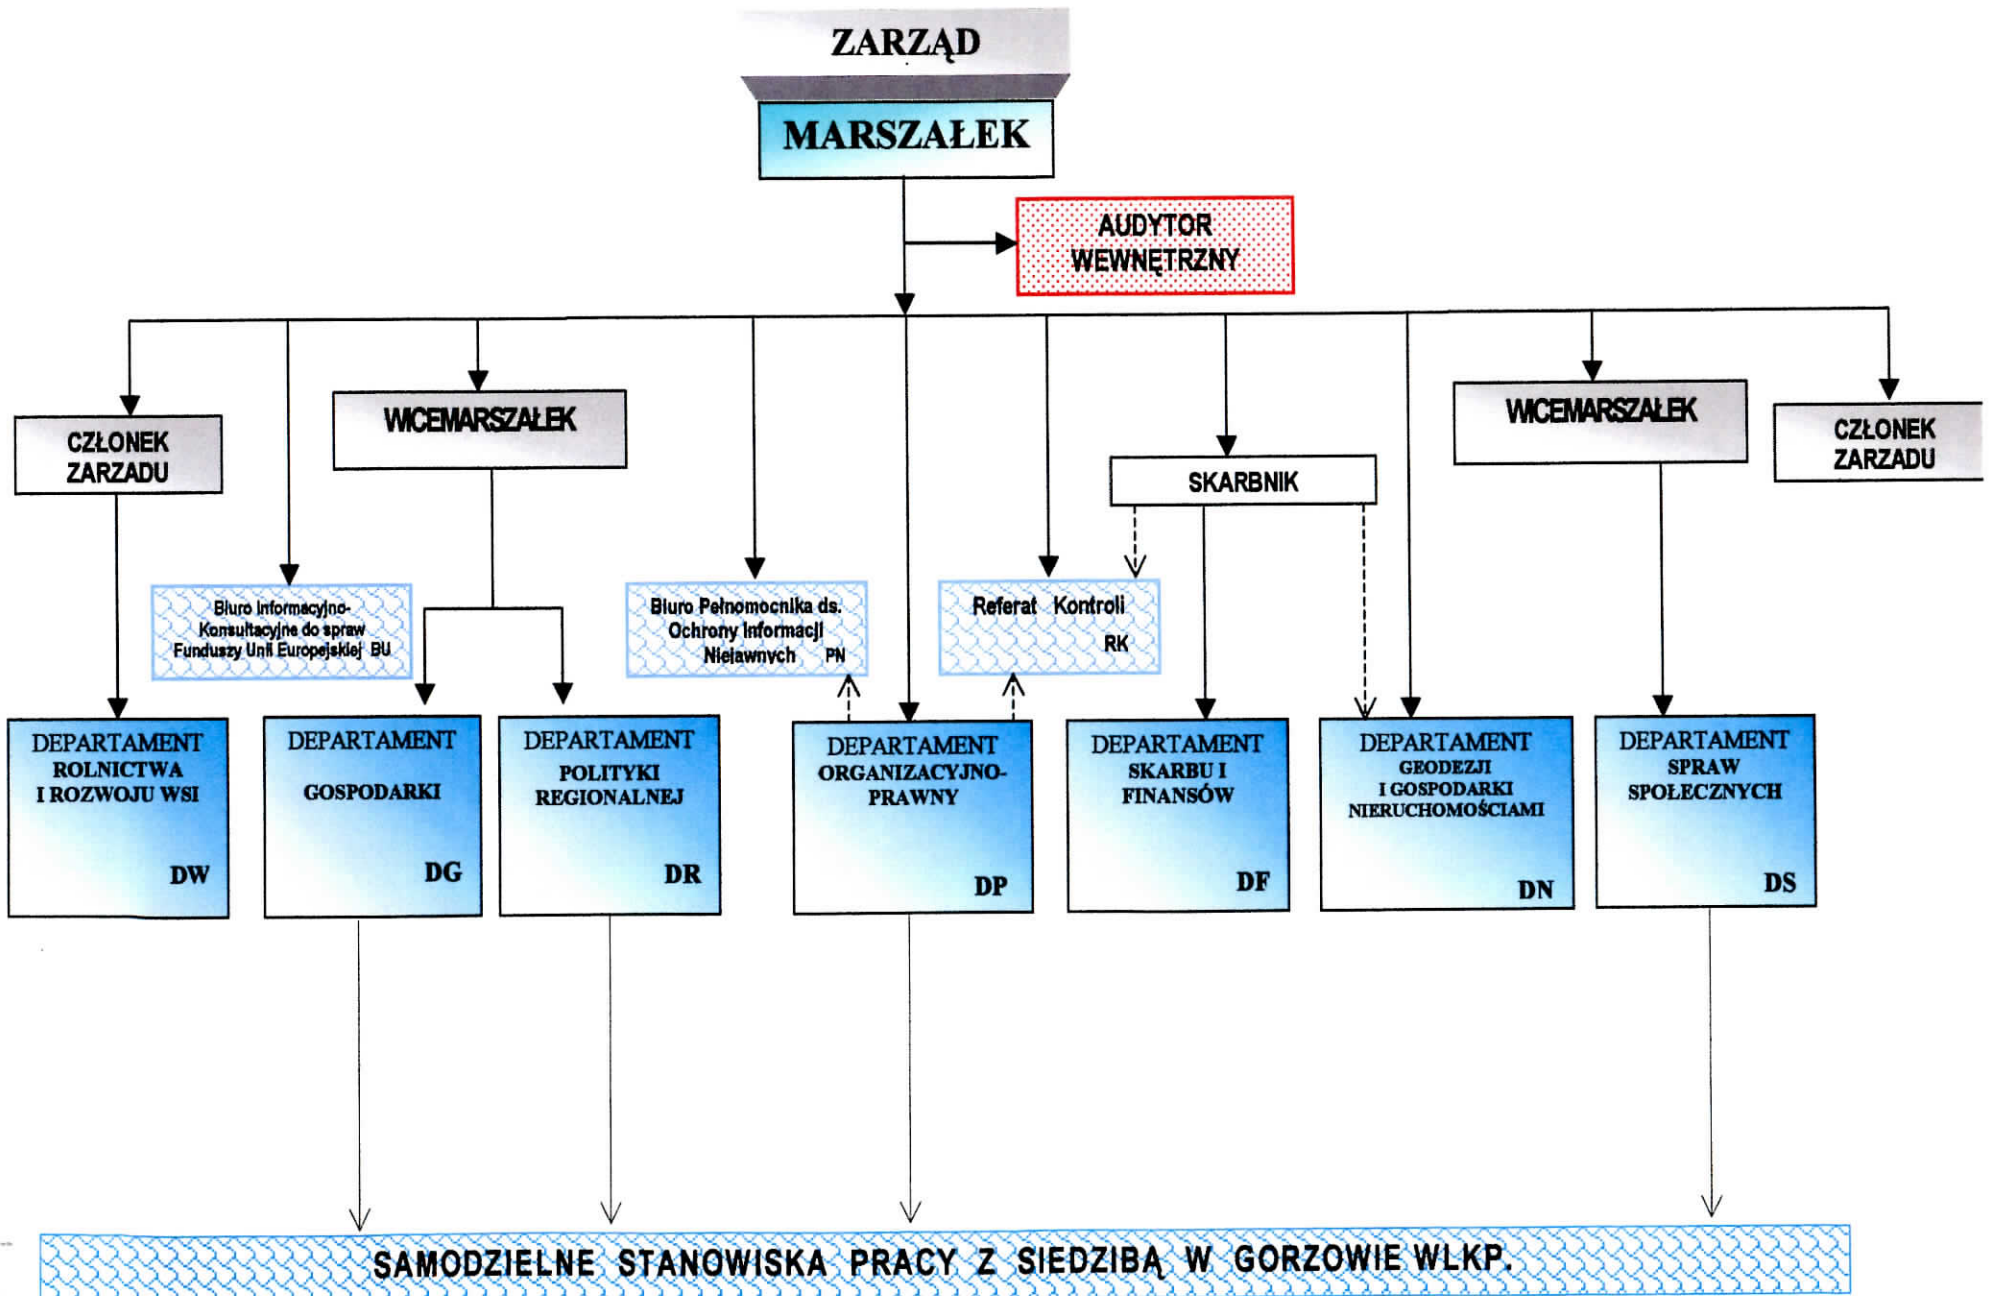 ZARZĄD
MARSZAŁEK
AUDYTOR
WEWNĘTRZNY
CZŁONEK
ZARZADU
WICEMARSZAŁEK
SKARBNIK
WICEMARSZAŁEK
CZŁONEK
ZARZADU
Biuro Informacyjno-
Konsultacyjne do spraw
Funduszy Unii Europejskiej BU
Biuro Pełnomocnika ds.
Ochrony Informacji
Niejawnych PN
Referat Kontroli
RK
DEPARTAMENT
ROLNICTWA
I ROZWOJU WSI
DW
DEPARTAMENT
GOSPODARKI
DG
DEPARTAMENT
POLITYKI
REGIONALNEJ
DR
DEPARTAMENT
ORGANIZACYJNO-
PRAWNY
DP
DEPARTAMENT
SKARBU I
FINANSÓW
DF
DEPARTAMENT
GEODEZJI
I GOSPODARKI
NIERUCHOMOŚCIAMI
DN
DEPARTAMENT
SPRAW
SPOŁECZNYCH
DS
SAMODZIELNE STANOWISKA PRACY Z SIEDZIBĄ W GORZOWIE WLKP.